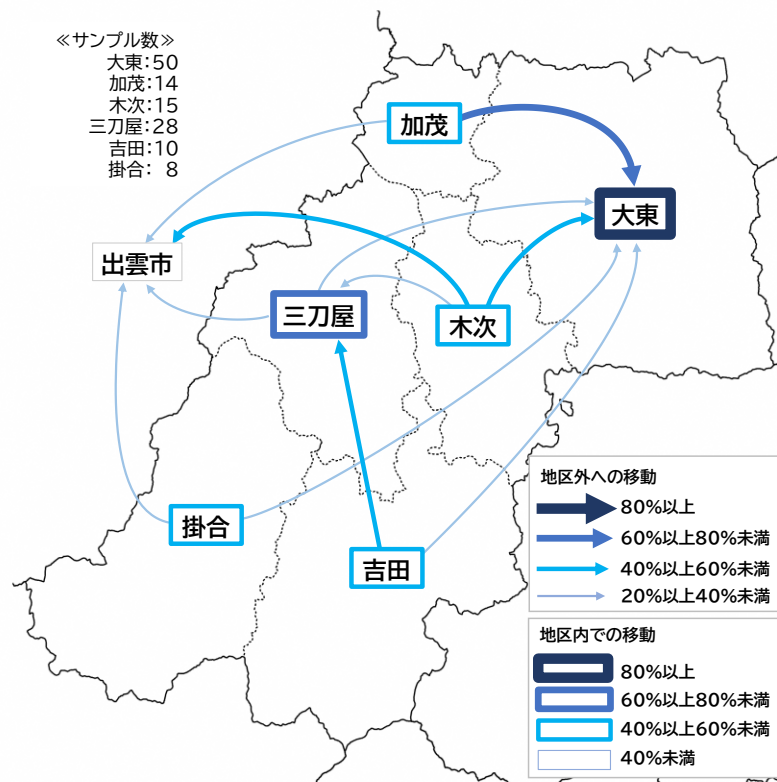 ≪サンプル数≫
大東:50
加茂:14
木次:15
三刀屋:28
吉田:10
掛合: 8
加茂
大東
出雲市
三刀屋
木次
掛合
吉田
地区外への移動
80%以上
60%以上80%未満
40%以上60%未満
20%以上40%未満
地区内での移動
80%以上
60%以上80%未満
40%以上60%未満
40%未満